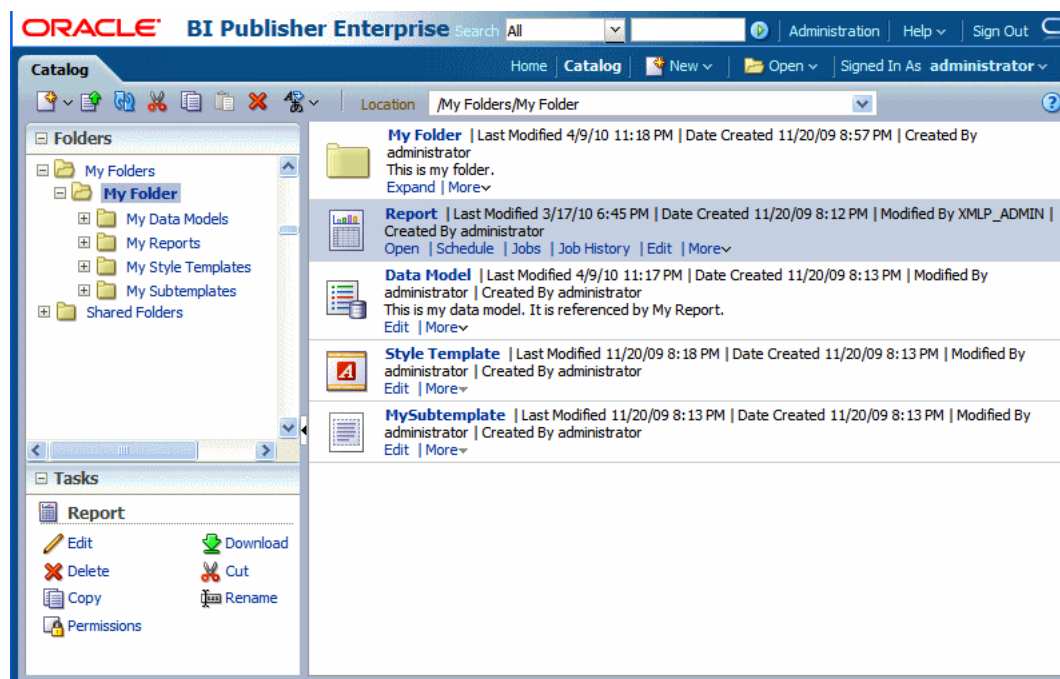 ORACLE BI Publisher Enterprise Search All Administration Help Sign Out
Catalog Home Catalog New Open Signed In As administrator
Location /My Folders/My Folder
Folders
My Folders
My Folder
My Data Models
My Reports
My Style Templates
My Subtemplates
Shared Folders
My Folder | Last Modified 4/9/10 11:18 PM | Date Created 11/20/09 8:57 PM | Created By
administrator
This is my folder.
Expand | More
Report | Last Modified 3/17/10 6:45 PM | Date Created 11/20/09 8:12 PM | Modified By XMLP_ADMIN |
Created By administrator
Open | Schedule | Jobs | Job History | Edit | More
Data Model | Last Modified 4/9/10 11:17 PM | Date Created 11/20/09 8:13 PM | Modified By
administrator | Created By administrator
This is my data model. It is referenced by My Report.
Edit | More
Style Template | Last Modified 11/20/09 8:18 PM | Date Created 11/20/09 8:13 PM | Modified By
administrator | Created By administrator
Edit | More
MySubtemplate | Last Modified 11/20/09 8:13 PM | Date Created 11/20/09 8:13 PM | Modified By
administrator | Created By administrator
Edit | More
Tasks
Report
Edit Download
Delete Cut
Copy Rename
Permissions